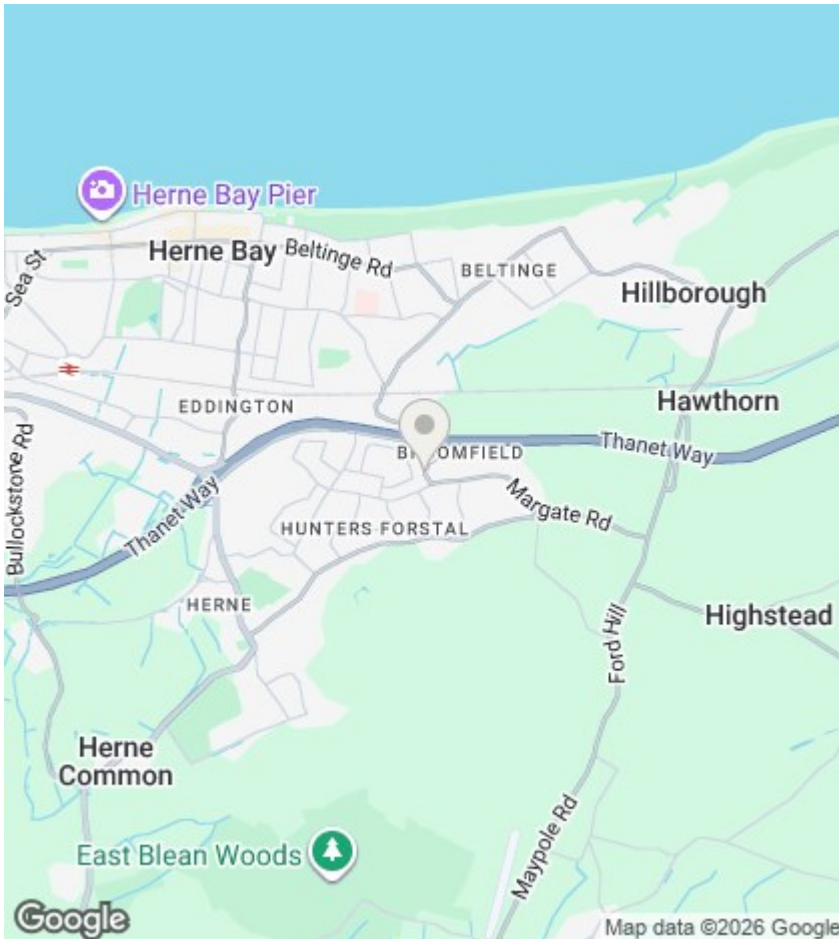 Herne Bay Pier
Herne Bay
Beltinge Rd
BELTINGE
Sea St
Hillborough
EDDINGTON
Hawthorn
BROOMFIELD
Thanet Way
Bullockstone Rd
Thanet Way
Margate Rd
HUNTERS FORSTAL
HERNE
Highstead
Ford Hill
Herne
Common
Maypole Rd
East Blean Woods
Google
Map data ©2026 Google